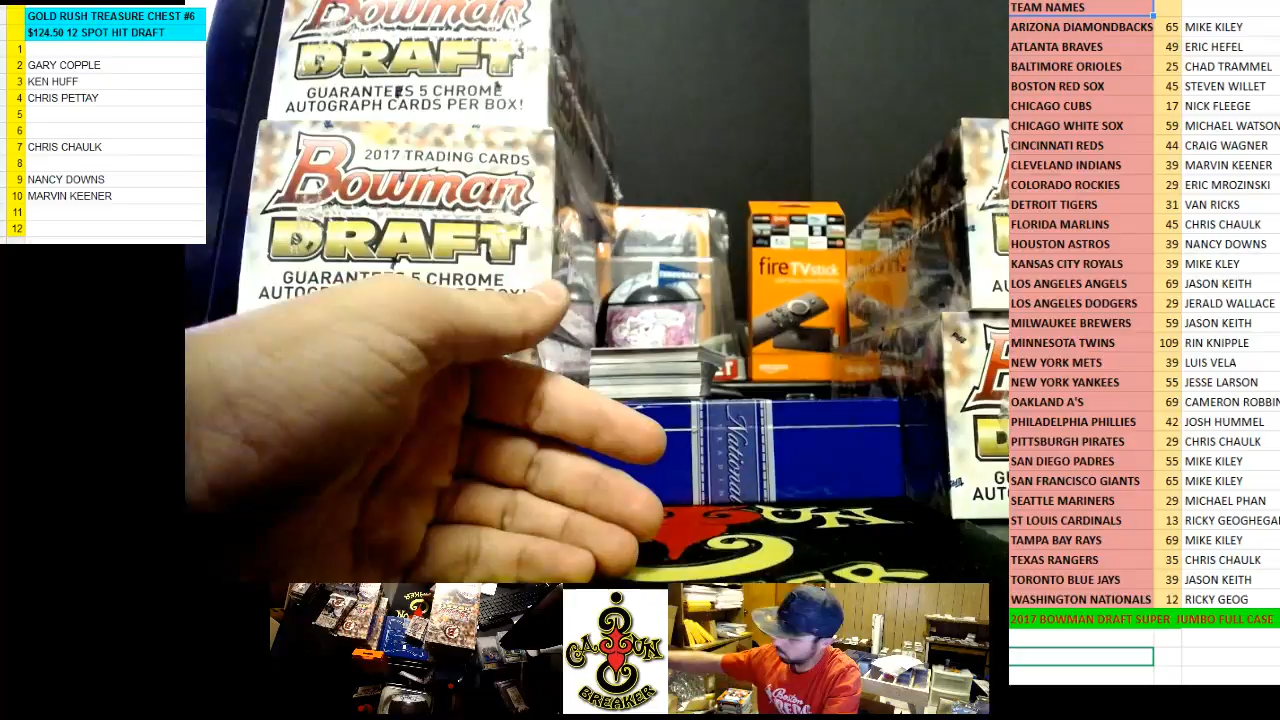 GOLD RUSH TREASURE CHEST #6
$124.50 12 SPOT HIT DRAFT
1
2 GARY COPPLE
3 KEN HUFF
4 CHRIS PETTAY
5
6
7 CHRIS CHAULK
8
9 NANCY DOWNS
10 MARVIN KEENER
11
12
Bowman
DRAFT
GUARANTEES 5 CHROME
AUTOGRAPH CARDS PER BOX!
2017 TRADING CARDS
Bowman
DRAFT
GUARANTEES 5 CHROME
THROWBACK
fireTVstick
amazon
National
CAJUN
BREAKER
TEAM NAMES
ARIZONA DIAMONDBACKS 65 MIKE KILEY
ATLANTA BRAVES 49 ERIC HEFEL
BALTIMORE ORIOLES 25 CHAD TRAMMEL
BOSTON RED SOX 45 STEVEN WILLET
CHICAGO CUBS 17 NICK FLEEGE
CHICAGO WHITE SOX 59 MICHAEL WATSON
CINCINNATI REDS 44 CRAIG WAGNER
CLEVELAND INDIANS 39 MARVIN KEENER
COLORADO ROCKIES 29 ERIC MROZINSKI
DETROIT TIGERS 31 VAN RICKS
FLORIDA MARLINS 45 CHRIS CHAULK
HOUSTON ASTROS 39 NANCY DOWNS
KANSAS CITY ROYALS 39 MIKE KLEY
LOS ANGELES ANGELS 69 JASON KEITH
LOS ANGELES DODGERS 29 JERALD WALLACE
MILWAUKEE BREWERS 59 JASON KEITH
MINNESOTA TWINS 109 RIN KNIPPLE
NEW YORK METS 39 LUIS VELA
NEW YORK YANKEES 55 JESSE LARSON
OAKLAND A'S 69 CAMERON ROBBIN
PHILADELPHIA PHILLIES 42 JOSH HUMMEL
PITTSBURGH PIRATES 29 CHRIS CHAULK
SAN DIEGO PADRES 55 MIKE KILEY
SAN FRANCISCO GIANTS 65 MIKE KILEY
SEATTLE MARINERS 29 MICHAEL PHAN
ST LOUIS CARDINALS 13 RICKY GEOGHEGA
TAMPA BAY RAYS 69 MIKE KILEY
TEXAS RANGERS 35 CHRIS CHAULK
TORONTO BLUE JAYS 39 JASON KEITH
WASHINGTON NATIONALS 12 RICKY GEOG
2017 BOWMAN DRAFT SUPER JUMBO FULL CASE